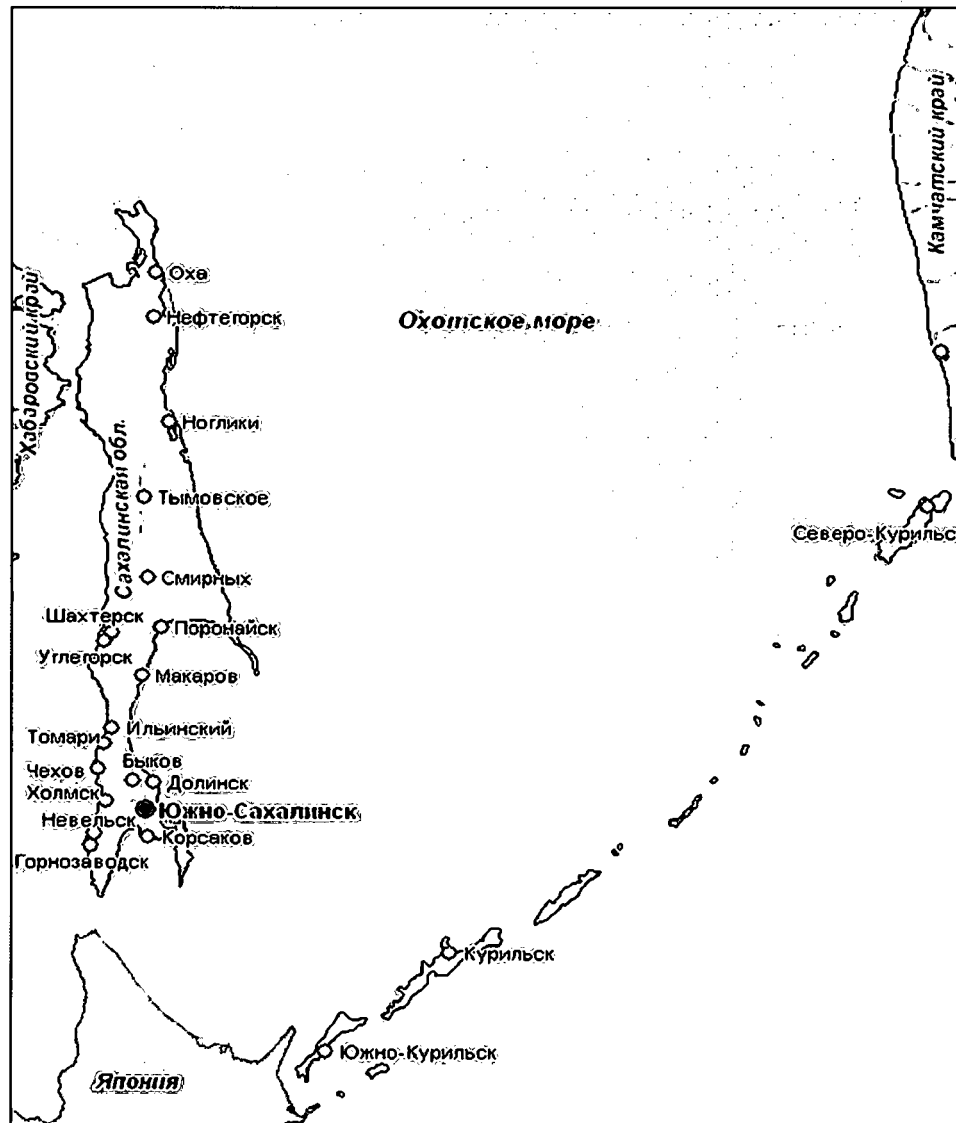 Камчатский край
Оха
Хабаровский край
Нефтегорск
Охотское море
Ноглики
Сахалинская обл.
Тымовское
Северо-Курильс
Смирных
Шахтерск
Поронайск
Углегорск
Макаров
Ильинский
Томари
Быков
Чехов
Долинск
Холмск
Южно-Сахалинск
Невельск
Корсаков
Горнозаводск
Курильск
Южно-Курильск
Япония